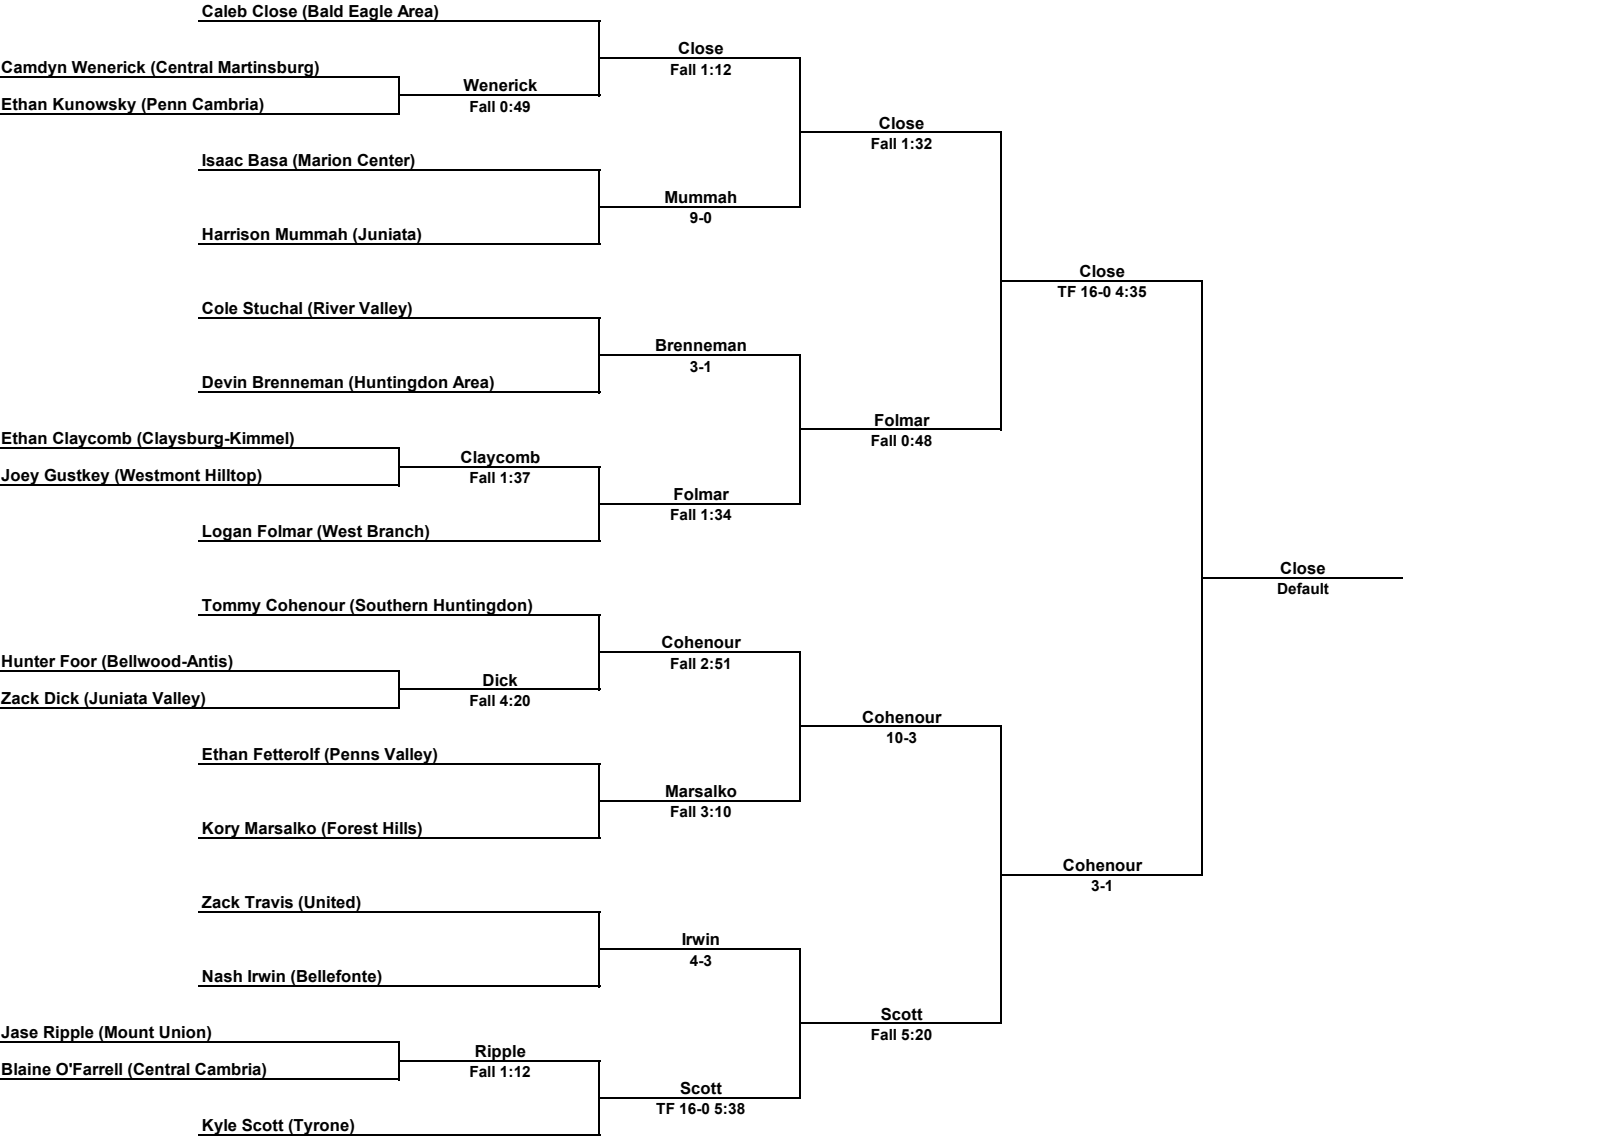 Caleb Close (Bald Eagle Area)
Close
Camdyn Wenerick (Central Martinsburg)
Fall 1:12
Wenerick
Ethan Kunowsky (Penn Cambria)
Fall 0:49
Close
Fall 1:32
Isaac Basa (Marion Center)
Mummah
9-0
Harrison Mummah (Juniata)
Close
TF 16-0 4:35
Cole Stuchal (River Valley)
Brenneman
3-1
Devin Brenneman (Huntingdon Area)
Folmar
Fall 0:48
Ethan Claycomb (Claysburg-Kimmel)
Claycomb
Joey Gustkey (Westmont Hilltop)
Fall 1:37
Folmar
Fall 1:34
Logan Folmar (West Branch)
Close
Default
Tommy Cohenour (Southern Huntingdon)
Cohenour
Hunter Foor (Bellwood-Antis)
Fall 2:51
Dick
Zack Dick (Juniata Valley)
Fall 4:20
Cohenour
10-3
Ethan Fetterolf (Penns Valley)
Marsalko
Fall 3:10
Kory Marsalko (Forest Hills)
Cohenour
3-1
Zack Travis (United)
Irwin
4-3
Nash Irwin (Bellefonte)
Scott
Fall 5:20
Jase Ripple (Mount Union)
Ripple
Blaine O'Farrell (Central Cambria)
Fall 1:12
Scott
TF 16-0 5:38
Kyle Scott (Tyrone)